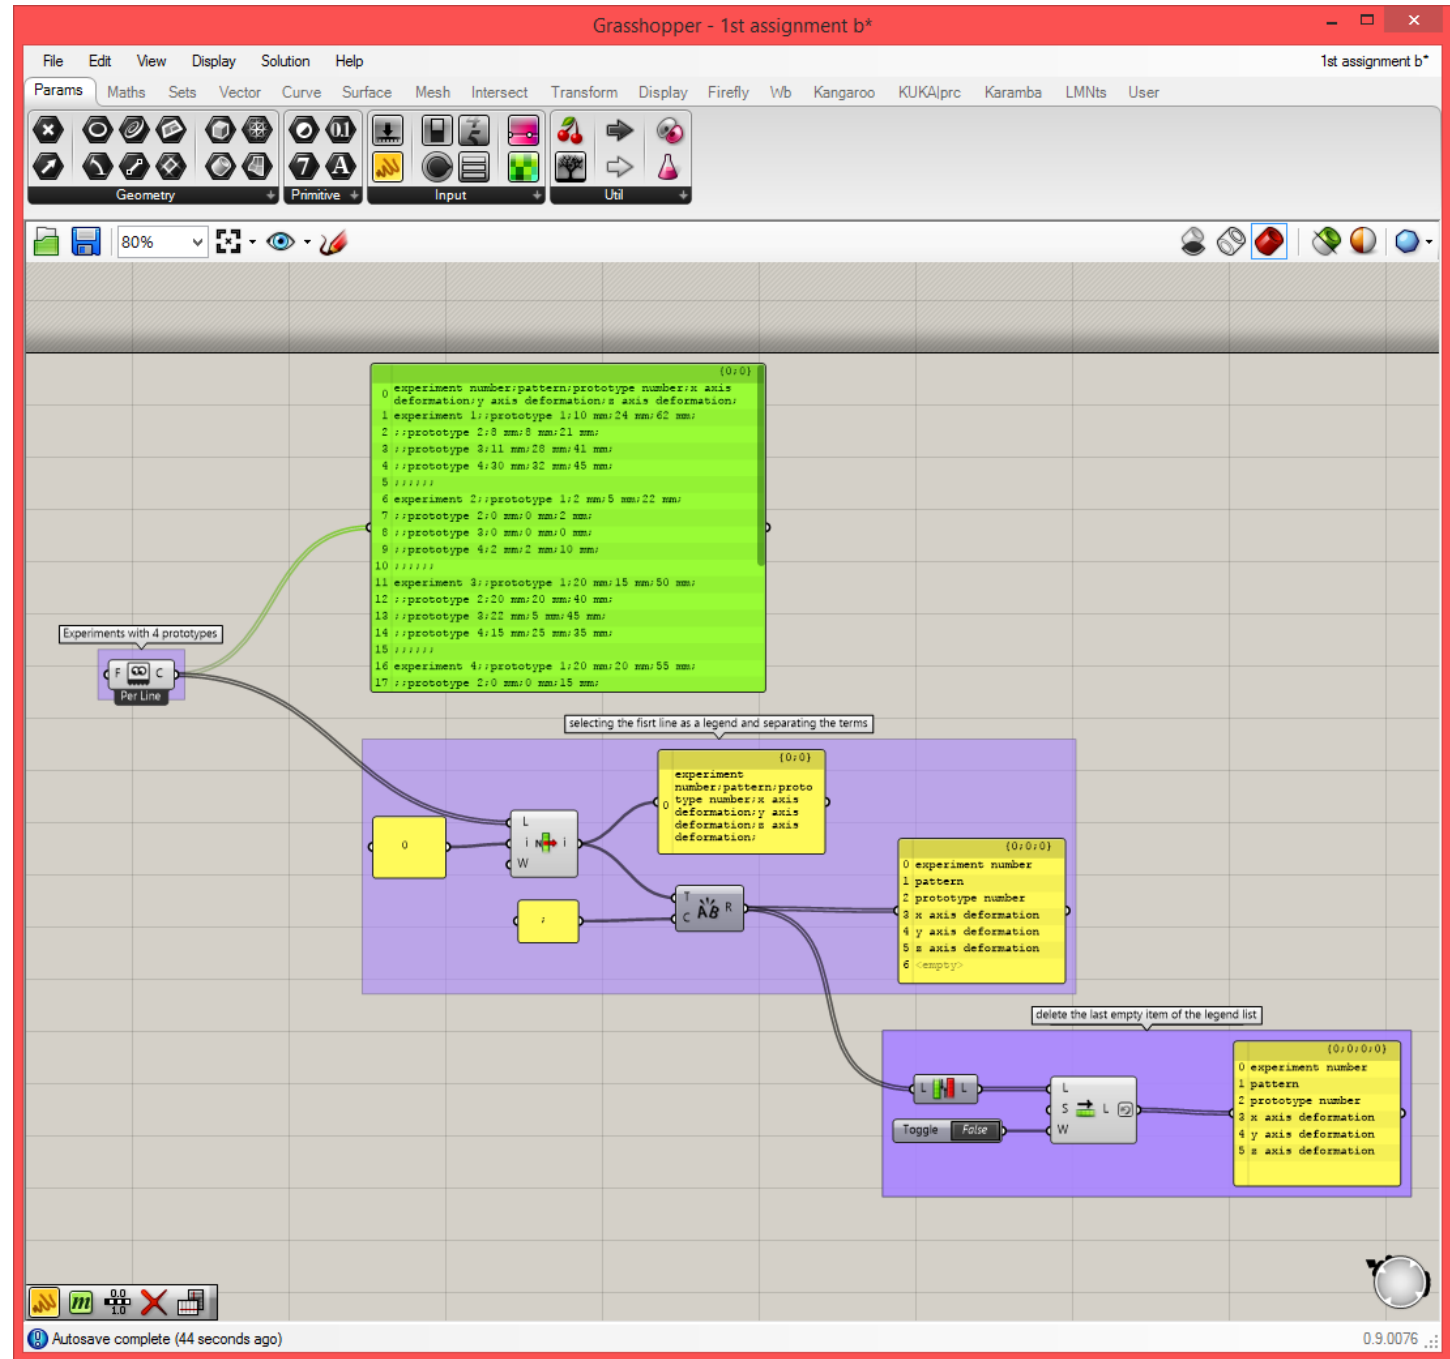 Grasshopper - 1st assignment b*
File Edit View Display Solution Help
1st assignment b*
Params Maths Sets Vector Curve Surface Mesh Intersect Transform Display Firefly Wb Kangaroo KUKA|prc Karamba LMNts User
0.1
7 A
Geometry Primitive Input Util
80%
{0;0}
0 experiment number;pattern;prototype number;x axis
deformation;y axis deformation;z axis deformation;
1 experiment 1;;prototype 1;10 mm;24 mm;62 mm;
2 ;;prototype 2;8 mm;8 mm;21 mm;
3 ;;prototype 3;11 mm;28 mm;41 mm;
4 ;;prototype 4;30 mm;32 mm;45 mm;
5 ;;;;;;
6 experiment 2;;prototype 1;2 mm;5 mm;22 mm;
7 ;;prototype 2;0 mm;0 mm;2 mm;
8 ;;prototype 3;0 mm;0 mm;0 mm;
9 ;;prototype 4;2 mm;2 mm;10 mm;
10 ;;;;;;
11 experiment 3;;prototype 1;20 mm;15 mm;50 mm;
12 ;;prototype 2;20 mm;20 mm;40 mm;
13 ;;prototype 3;22 mm;5 mm;45 mm;
14 ;;prototype 4;15 mm;25 mm;35 mm;
15 ;;;;;;
16 experiment 4;;prototype 1;20 mm;20 mm;55 mm;
17 ;;prototype 2;0 mm;0 mm;15 mm;
Experiments with 4 prototypes
F C
Per Line
selecting the fisrt line as a legend and separating the terms
{0;0}
experiment
number;pattern;proto
0 type number;x axis
deformation;y axis
deformation;z axis
deformation;
0
L
i N i
W
;
T
C AB R
{0;0;0}
0 experiment number
1 pattern
2 prototype number
3 x axis deformation
4 y axis deformation
5 z axis deformation
6 <empty>
delete the last empty item of the legend list
L L
Toggle False
L
S L
W
{0;0;0;0}
0 experiment number
1 pattern
2 prototype number
3 x axis deformation
4 y axis deformation
5 z axis deformation
m
0.0
1.0
Autosave complete (44 seconds ago)
0.9.0076